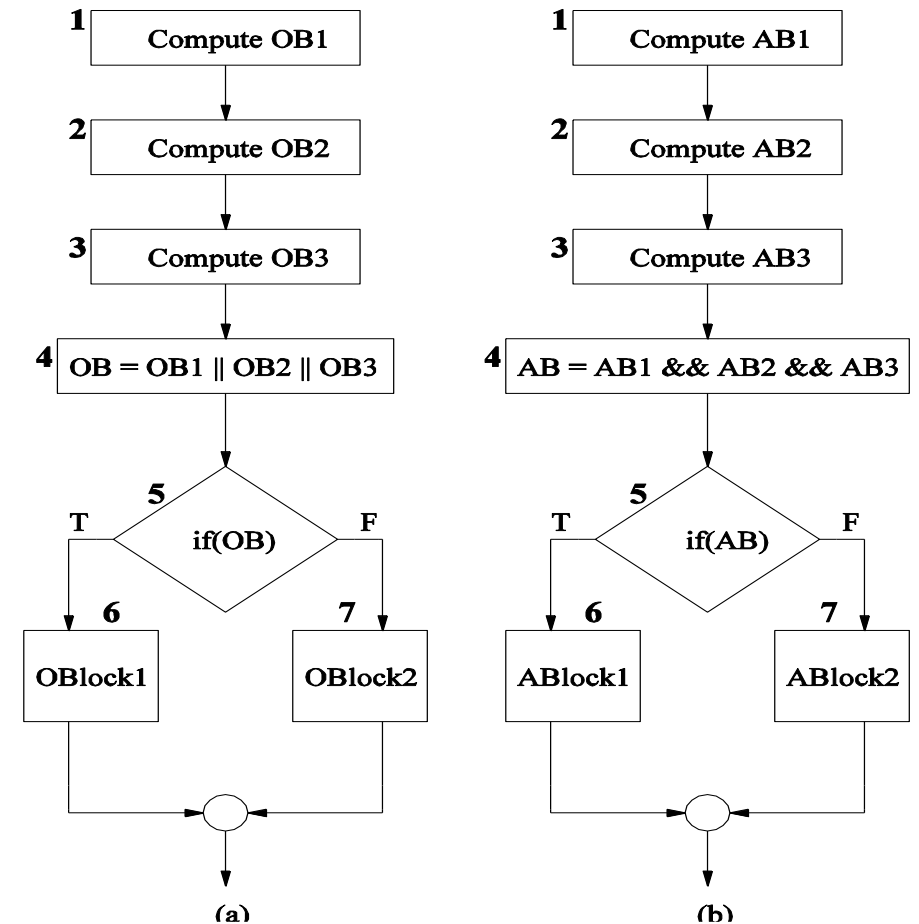 1
Compute OB1
2
Compute OB2
3
Compute OB3
4
OB = OB1 || OB2 || OB3
5
T
if(OB)
F
6
OBlock1
7
OBlock2
(a)
1
Compute AB1
2
Compute AB2
3
Compute AB3
4
AB = AB1 && AB2 && AB3
5
T
if(AB)
F
6
ABlock1
7
ABlock2
(b)